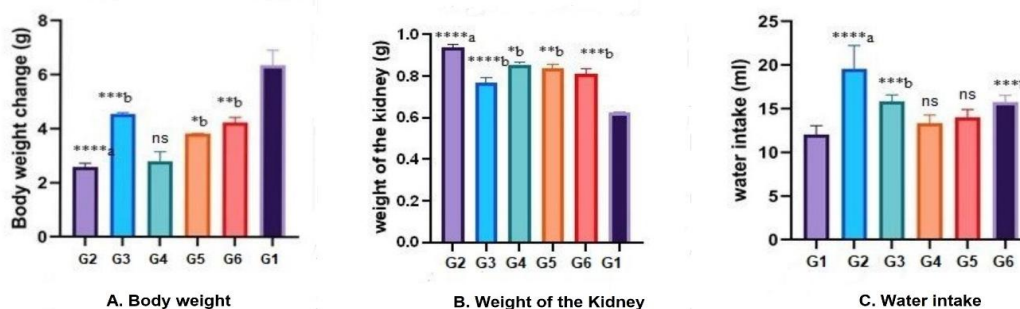 Body weight change (g)
8
6
4
2
0
****a
***b
ns
*b
**b
G2 G3 G4 G5 G6 G1
A. Body weight
weight of the kidney (g)
1.0
0.8
0.6
0.4
0.2
0.0
****a
****b
*b
**b
***b
G2 G3 G4 G5 G6 G1
B. Weight of the Kidney
water intake (ml)
25
20
15
10
5
0
****a
***b
ns
ns
G1 G2 G3 G4 G5 G6
C. Water intake